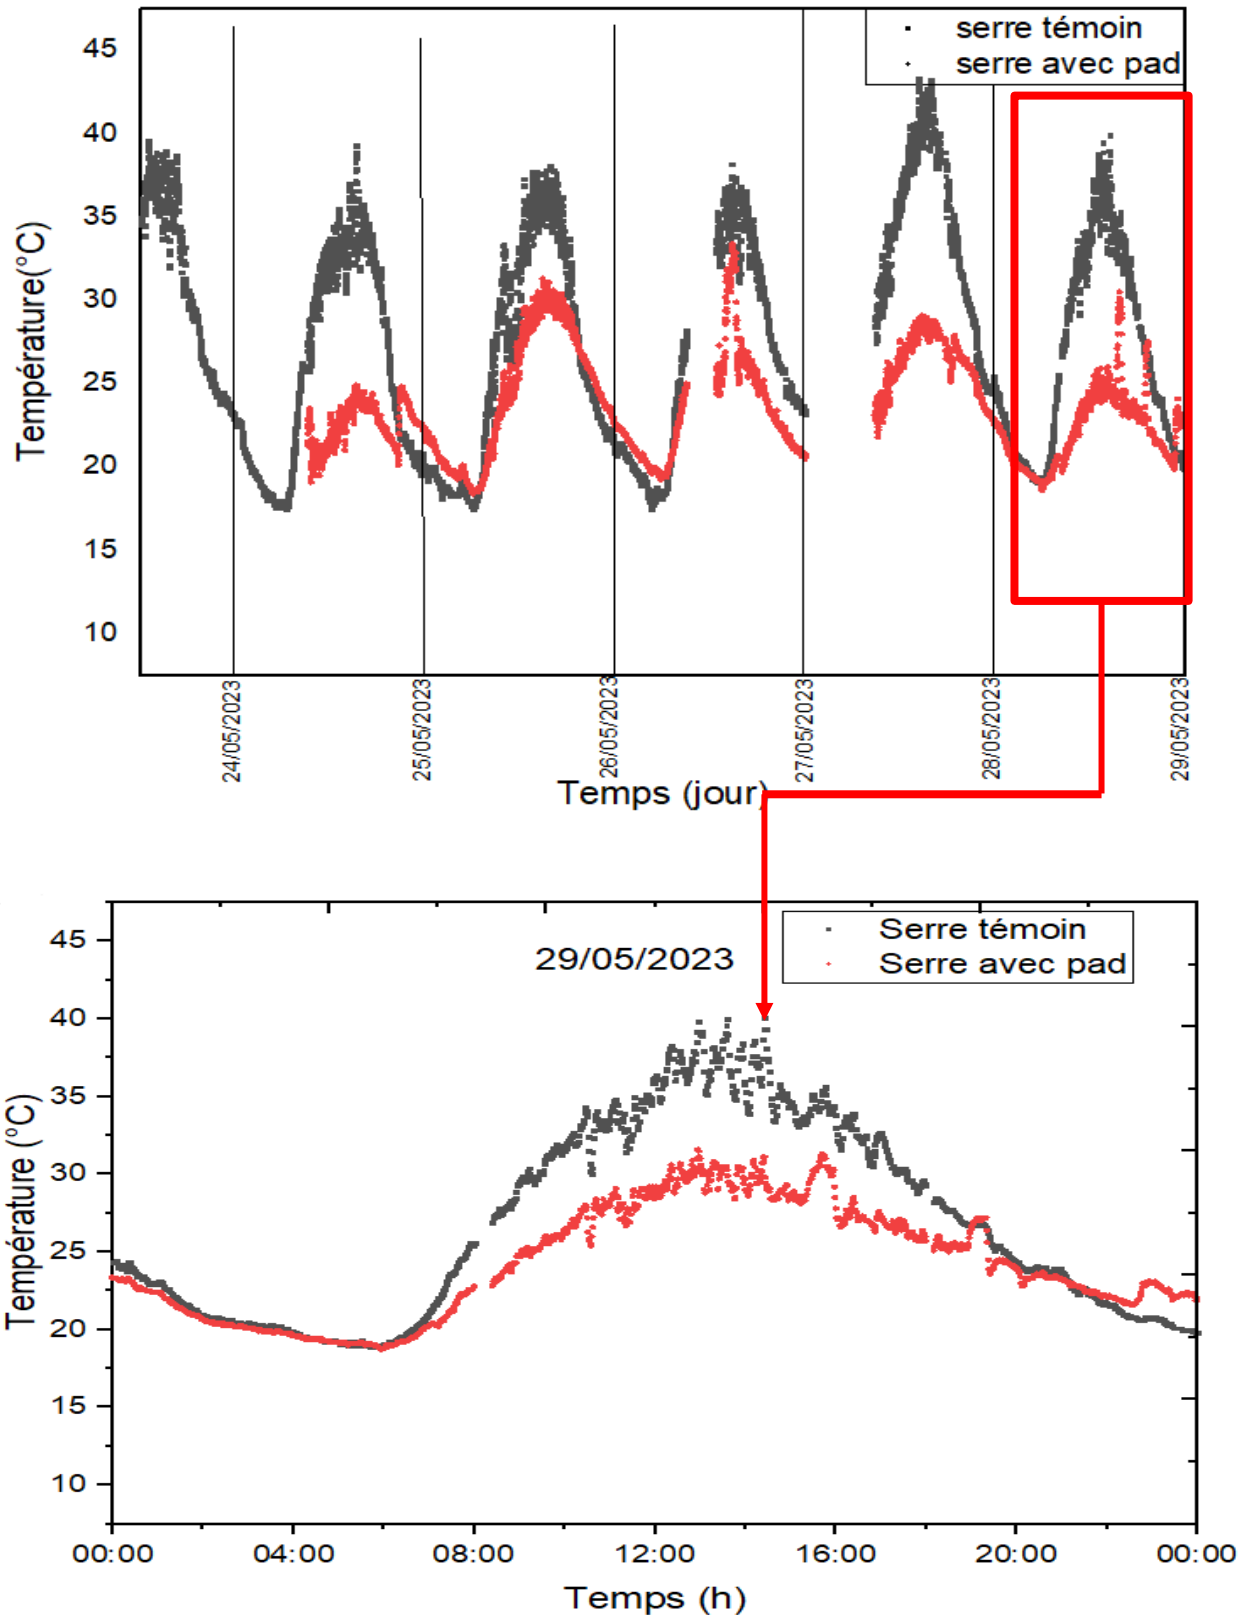 serre témoin
serre avec pad
45
40
35
30
25
20
15
10
Température(°C)
24/05/2023
25/05/2023
26/05/2023
27/05/2023
28/05/2023
29/05/2023
Temps (jour)
29/05/2023
Serre témoin
Serre avec pad
45
40
35
30
25
20
15
10
Température (°C)
00:00 04:00 08:00 12:00 16:00 20:00 00:00
Temps (h)